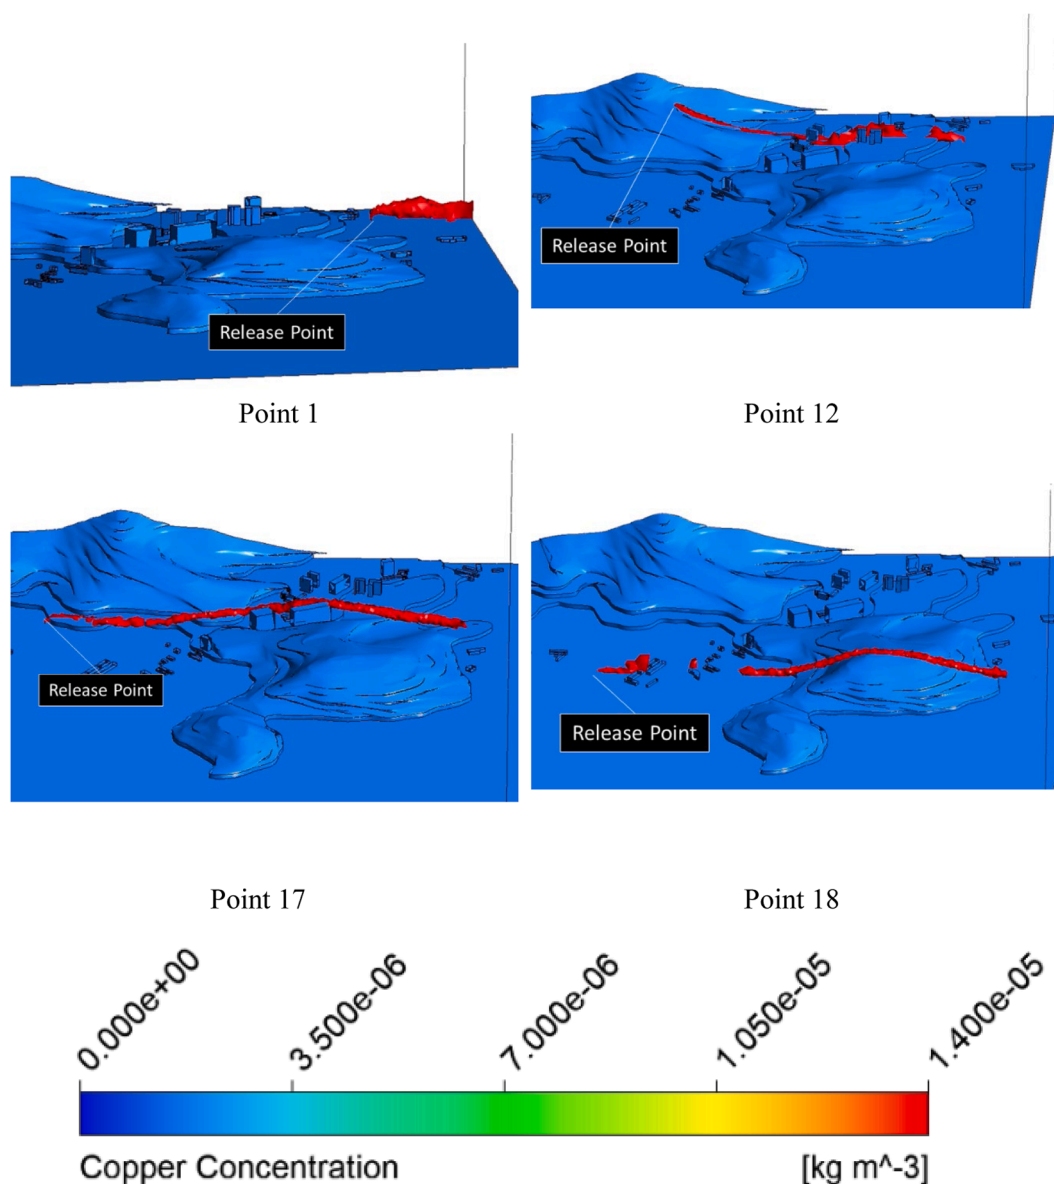 Release Point
Release Point
Point 1
Point 12
Release Point
Release Point
Point 17
Point 18
0.000e+00
3.500e-06
7.000e-06
1.050e-05
1.400e-05
Copper Concentration
[kg m^-3]